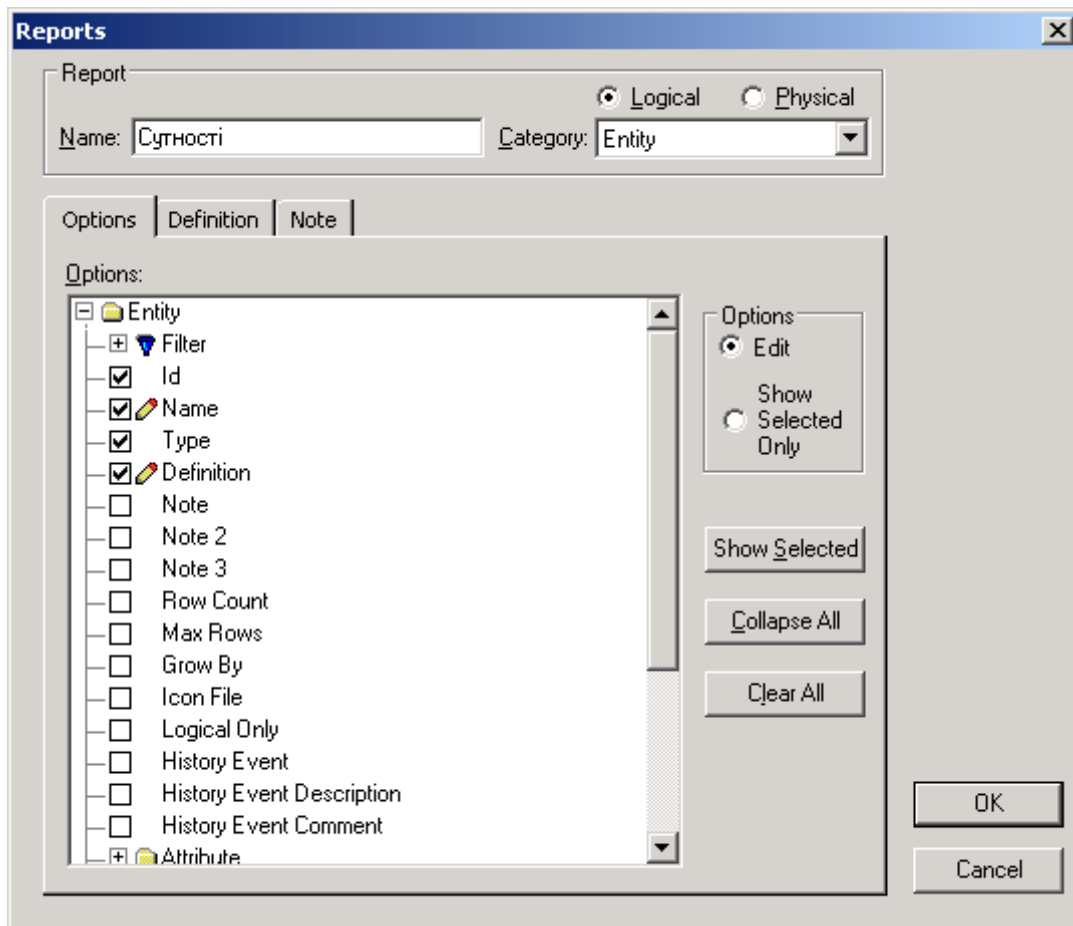 Reports
Report
Logical Physical
Name: Сутності Category: Entity
Options Definition Note
Options:
Entity
Filter
Id
Name
Type
Definition
Note
Note 2
Note 3
Row Count
Max Rows
Grow By
Icon File
Logical Only
History Event
History Event Description
History Event Comment
Attribute
Options
Edit
Show
Selected
Only
Show Selected
Collapse All
Clear All
OK
Cancel